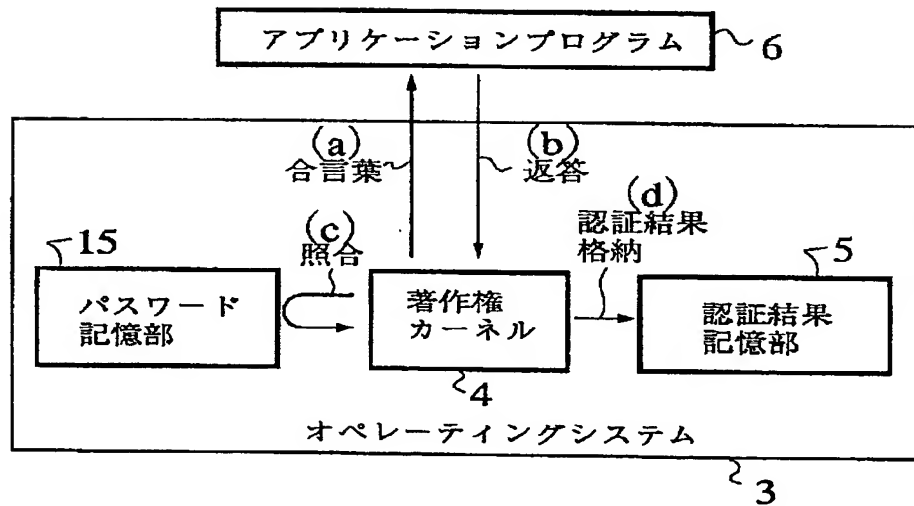 アプリケーションプログラム
6
(a)
合言葉
(b)
返答
(c)
照合
(d)
認証結果
格納
15
パスワード
記憶部
著作権
カーネル
4
5
認証結果
記憶部
オペレーティングシステム
3